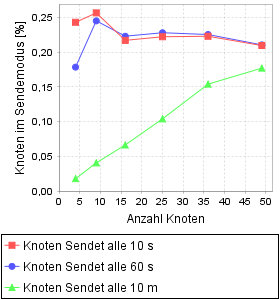 Knoten im Sendemodus [%]
0,25
0,20
0,15
0,10
0,05
0,00
0 5 10 15 20 25 30 35 40 45 50
Anzahl Knoten
Knoten Sendet alle 10 s
Knoten Sendet alle 60 s
Knoten Sendet alle 10 m